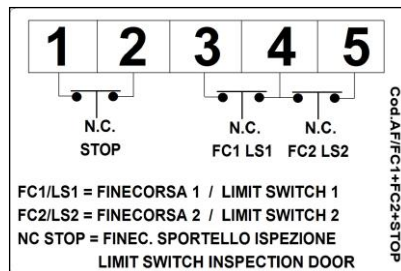 1 2 3 4 5
N.C. N.C. N.C.
STOP FC1 LS1 FC2 LS2
FC1/LS1 = FINECORSA 1 / LIMIT SWITCH 1
FC2/LS2 = FINECORSA 2 / LIMIT SWITCH 2
NC STOP = FINEC. SPORTELLO ISPEZIONE
LIMIT SWITCH INSPECTION DOOR
Cod.AF/FC1+FC2+STOP